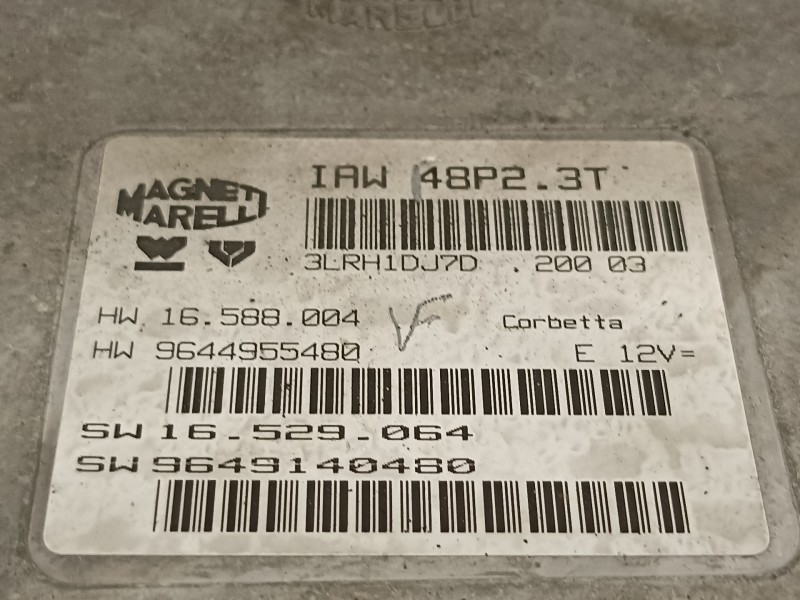 MARELLI
MAGNETI
MARELLI
IAW 48P2.3T
3LRH1DJ7D .200 03
HW 16.588.004
Corbetta
HW 9644955480
E 12V=
SW 16.529.064
SW 9649140480